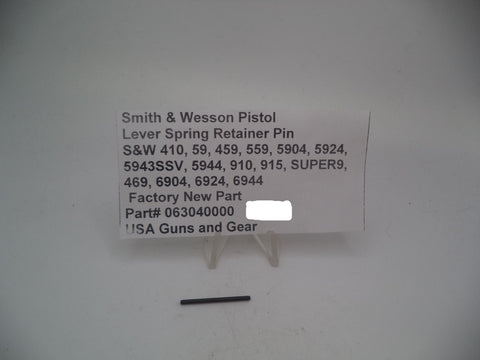 Smith & Wesson Pistol
Lever Spring Retainer Pin
S&W 410, 59, 459, 559, 5904, 5924,
5943SSV, 5944, 910, 915, SUPER9,
469, 6904, 6924, 6944
Factory New Part
Part# 063040000
USA Guns and Gear